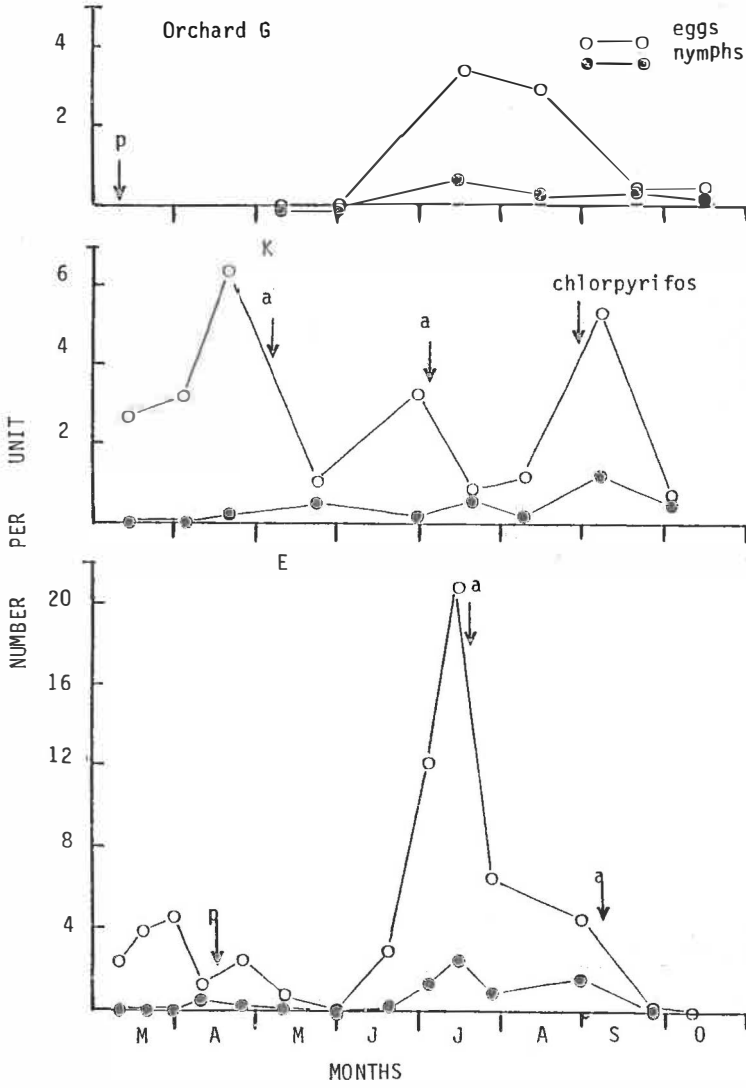 Orchard G
eggs
nymphs
4
2
p
K
6
4
2
a
a
chlorpyrifos
E
20
16
12
8
4
p
a
a
M A M J J A S O
MONTHS
NUMBER PER UNIT